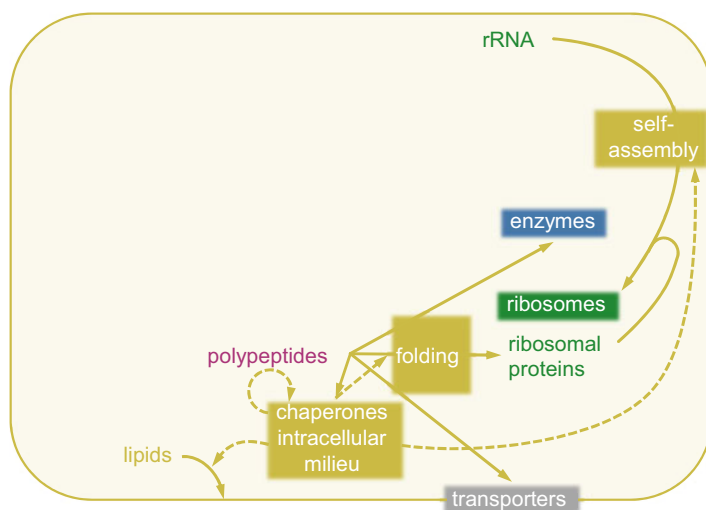 rRNA
self-
assembly
enzymes
ribosomes
ribosomal
proteins
folding
polypeptides
chaperones
intracellular
milieu
lipids
transporters